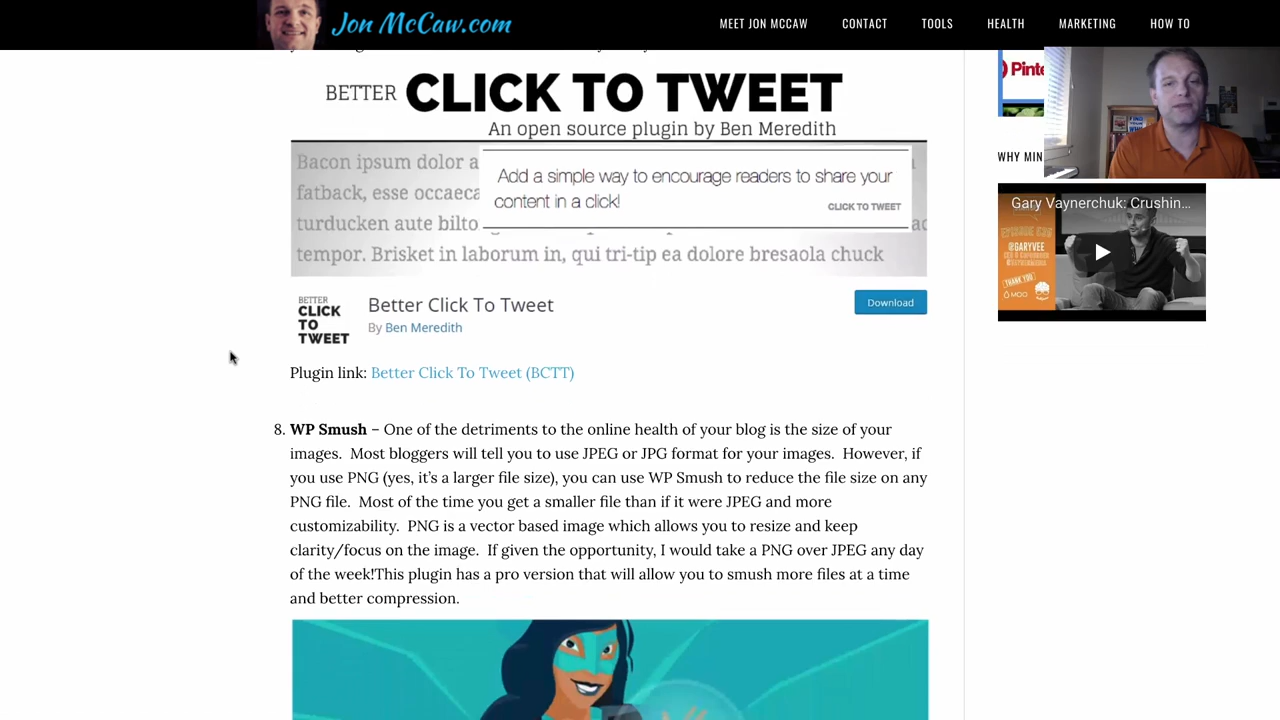 Jon McCaw.com
MEET JON MCCAW CONTACT TOOLS HEALTH MARKETING HOW TO
BETTER CLICK TO TWEET
An open source plugin by Ben Meredith
Bacon ipsum dolor a
fatback, esse occaeca
turducken aute bilto
tempor. Brisket in laborum in, qui tri-tip ea dolore bresaola chuck
Add a simple way to encourage readers to share your
content in a click!
CLICK TO TWEET
BETTER
CLICK
TO
TWEET
Better Click To Tweet
By Ben Meredith
Download
Plugin link: Better Click To Tweet (BCTT)
8. WP Smush – One of the detriments to the online health of your blog is the size of your
images. Most bloggers will tell you to use JPEG or JPG format for your images. However, if
you use PNG (yes, it's a larger file size), you can use WP Smush to reduce the file size on any
PNG file. Most of the time you get a smaller file than if it were JPEG and more
customizability. PNG is a vector based image which allows you to resize and keep
clarity/focus on the image. If given the opportunity, I would take a PNG over JPEG any day
of the week!This plugin has a pro version that will allow you to smush more files at a time
and better compression.
Pinte
WHY MIN
Gary Vaynerchuk: Crushin...
@GARYVEE
THANK YOU
MOO